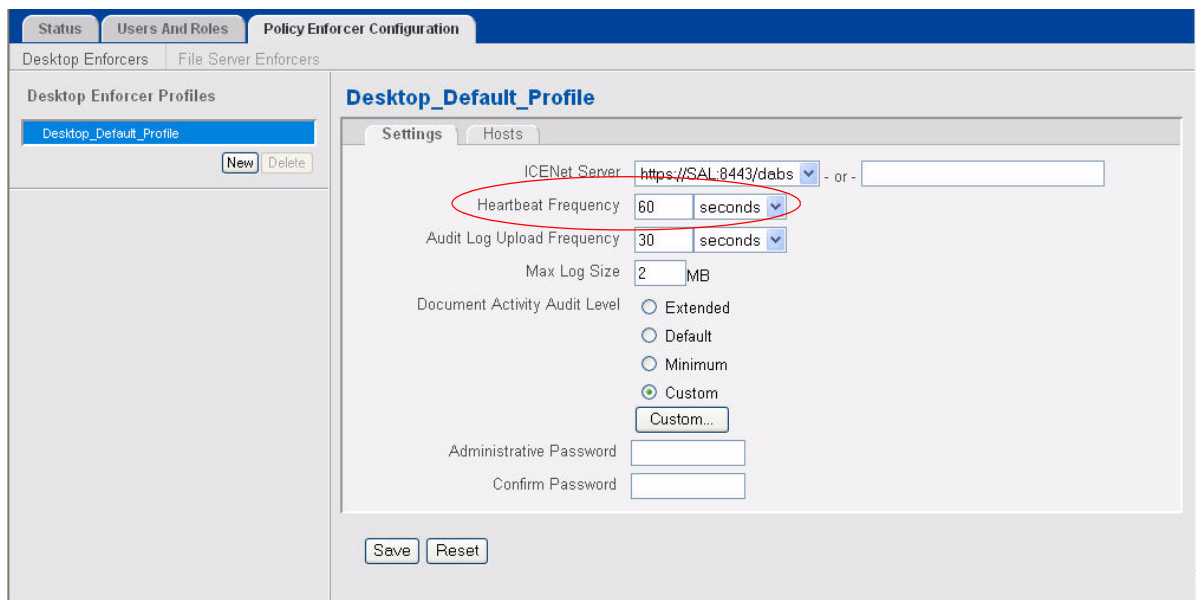 Status Users And Roles Policy Enforcer Configuration
Desktop Enforcers File Server Enforcers
Desktop Enforcer Profiles
Desktop_Default_Profile
New Delete
Desktop_Default_Profile
Settings Hosts
ICENet Server https://SAL:8443/dabs - or -
Heartbeat Frequency 60 seconds
Audit Log Upload Frequency 30 seconds
Max Log Size 2 MB
Document Activity Audit Level Extended
Default
Minimum
Custom
Custom...
Administrative Password
Confirm Password
Save Reset